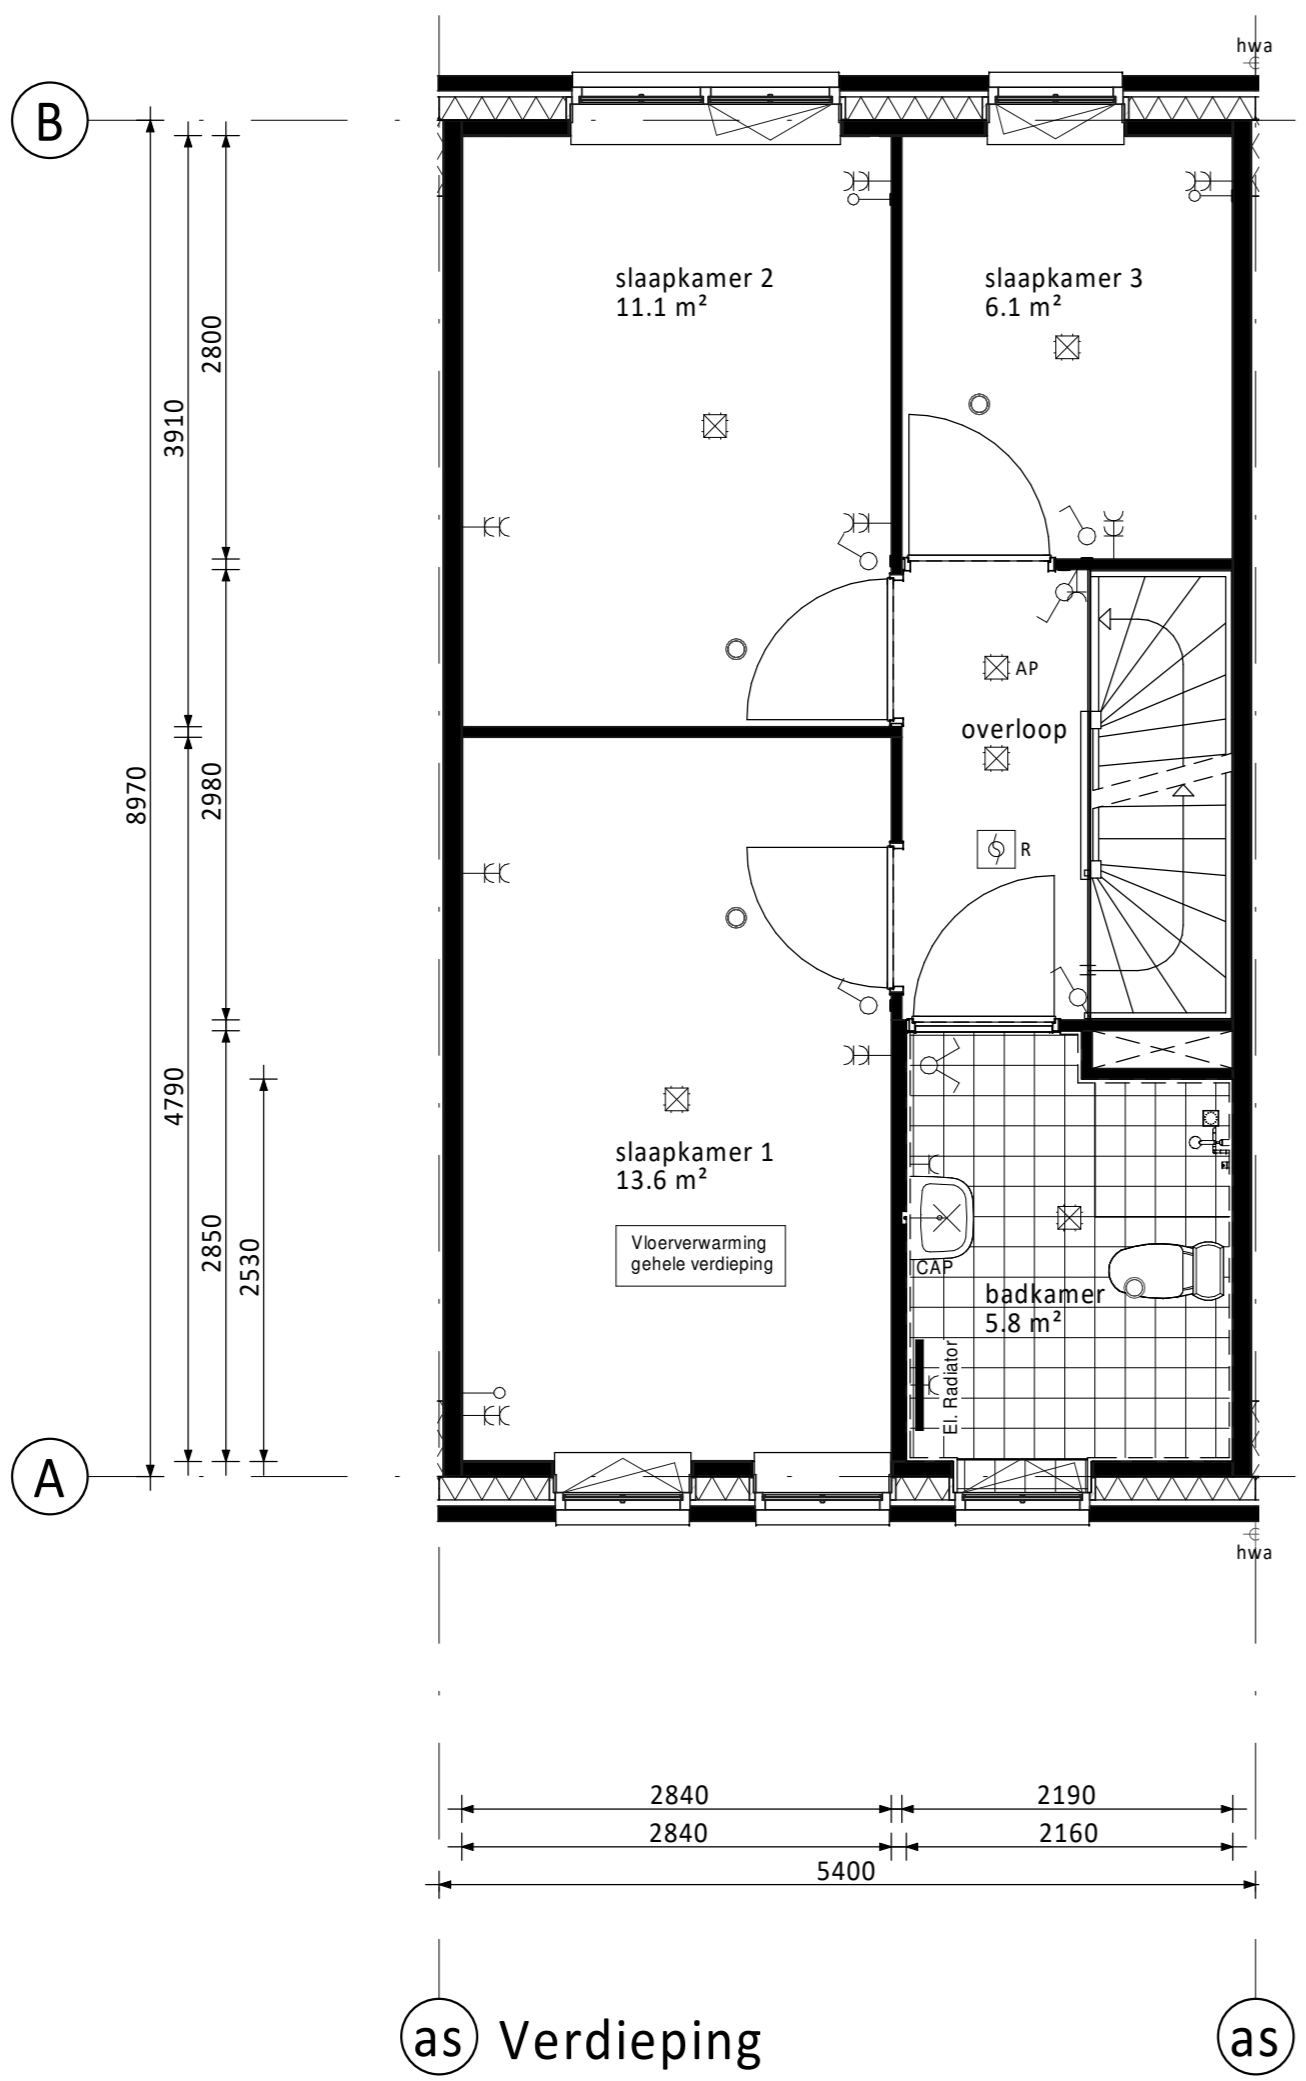 hwa
B
slaapkamer 2
11.1 m²
slaapkamer 3
6.1 m²
2800
3910
AP
overloop
8970
2980
R
4790
slaapkamer 1
13.6 m²
2850
2530
Vloerverwarming
gehele verdieping
CAP
badkamer
5.8 m²
El. Radiator
A
hwa
2840
2190
2840
2160
5400
as
Verdieping
as